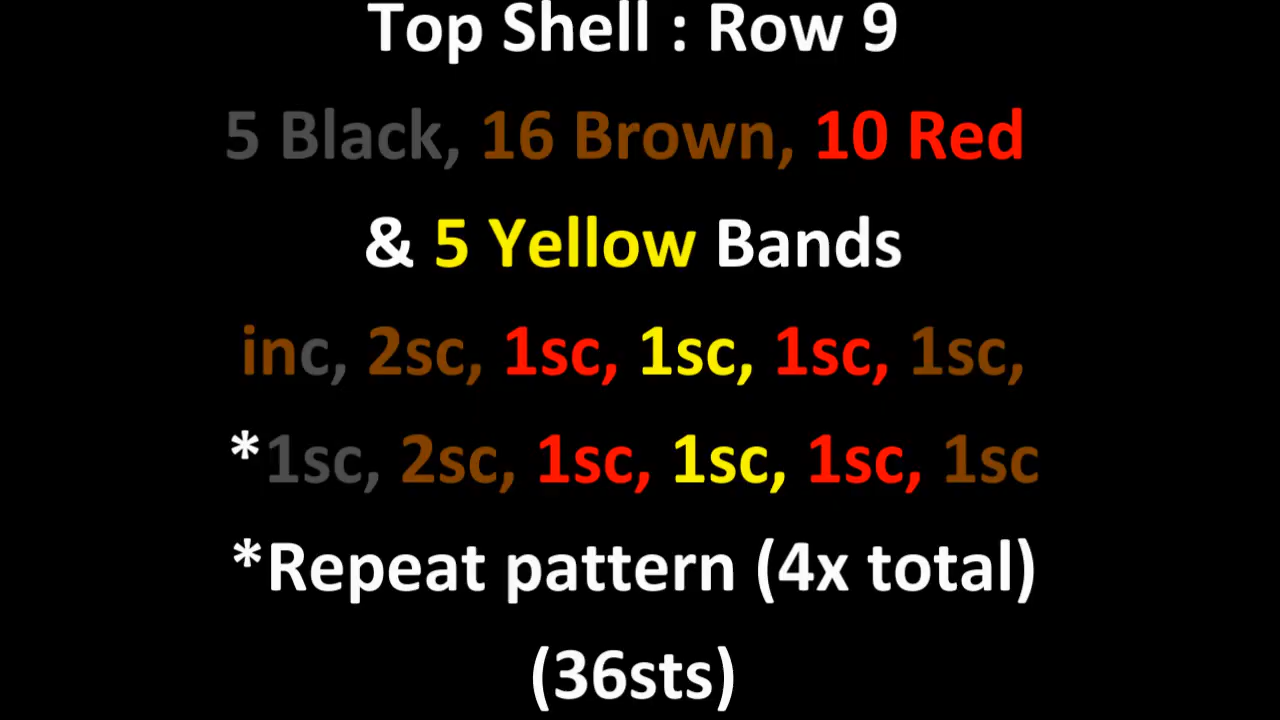 Top Shell : Row 9
5 Black, 16 Brown, 10 Red
& 5 Yellow Bands
inc, 2sc, 1sc, 1sc, 1sc, 1sc,
*1sc, 2sc, 1sc, 1sc, 1sc, 1sc
*Repeat pattern (4x total)
(36sts)